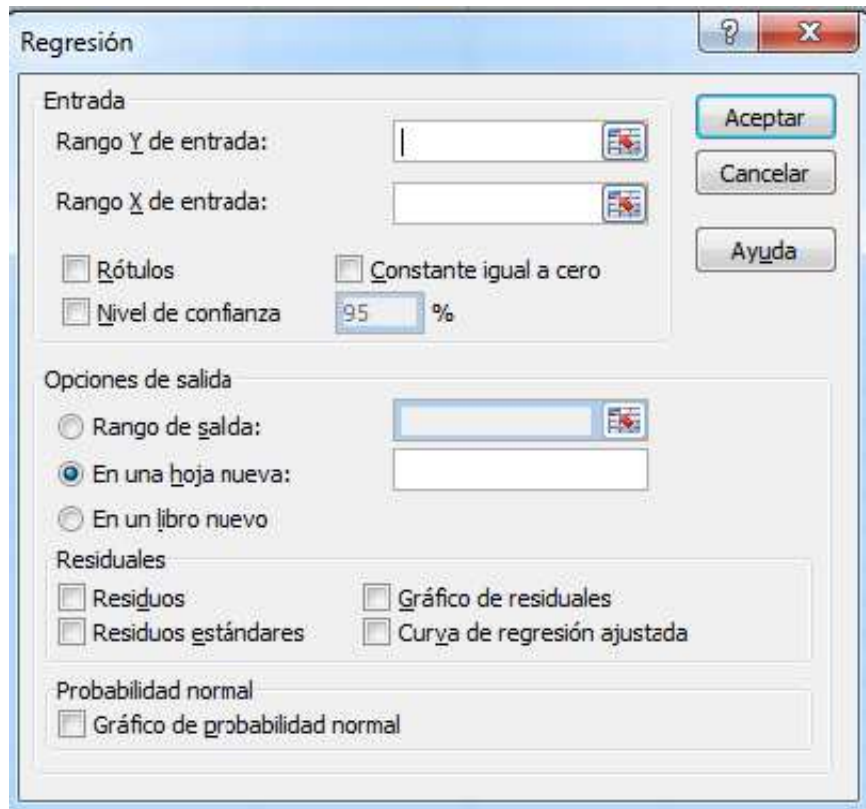 Regresión
Entrada
Rango Y de entrada:
Rango X de entrada:
Rótulos
Constante igual a cero
Nivel de confianza
95 %
Aceptar
Cancelar
Ayuda
Opciones de salida
Rango de salda:
En una hoja nueva:
En un libro nuevo
Residuales
Residuos
Gráfico de residuales
Residuos estándares
Curva de regresión ajustada
Probabilidad normal
Gráfico de probabilidad normal